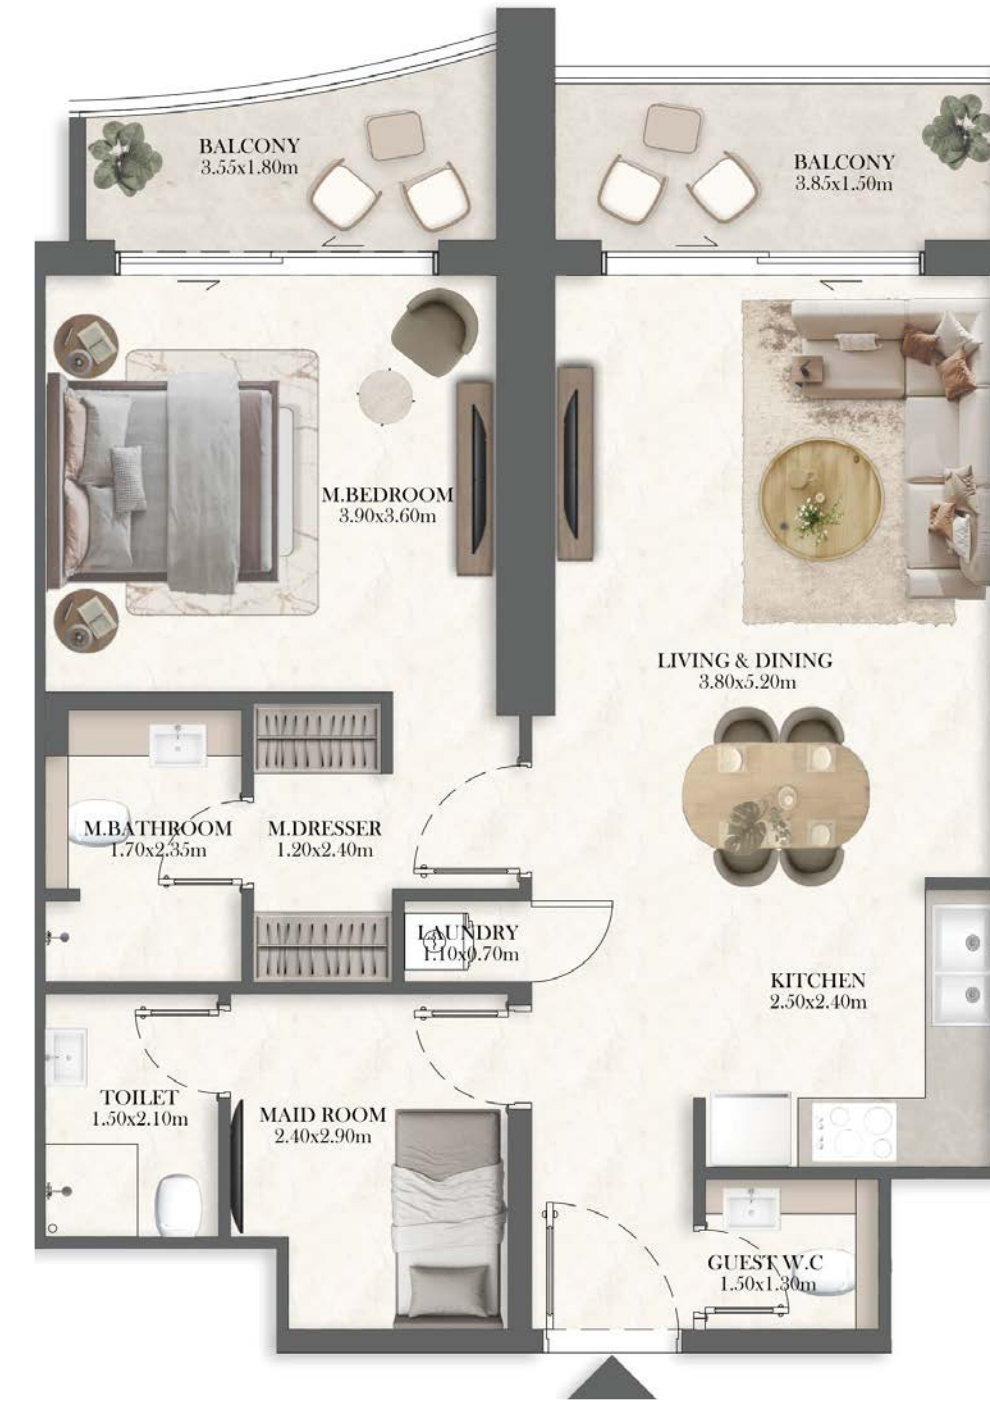 BALCONY
3.55x1.80m
BALCONY
3.85x1.50m
M.BEDROOM
3.90x3.60m
LIVING & DINING
3.80x5.20m
M.BATHROOM
1.70x2.35m
M.DRESSER
1.20x2.40m
LAUNDRY
1.10x0.70m
KITCHEN
2.50x2.40m
TOILET
1.50x2.10m
MAID ROOM
2.40x2.90m
GUEST W.C
1.50x1.30m